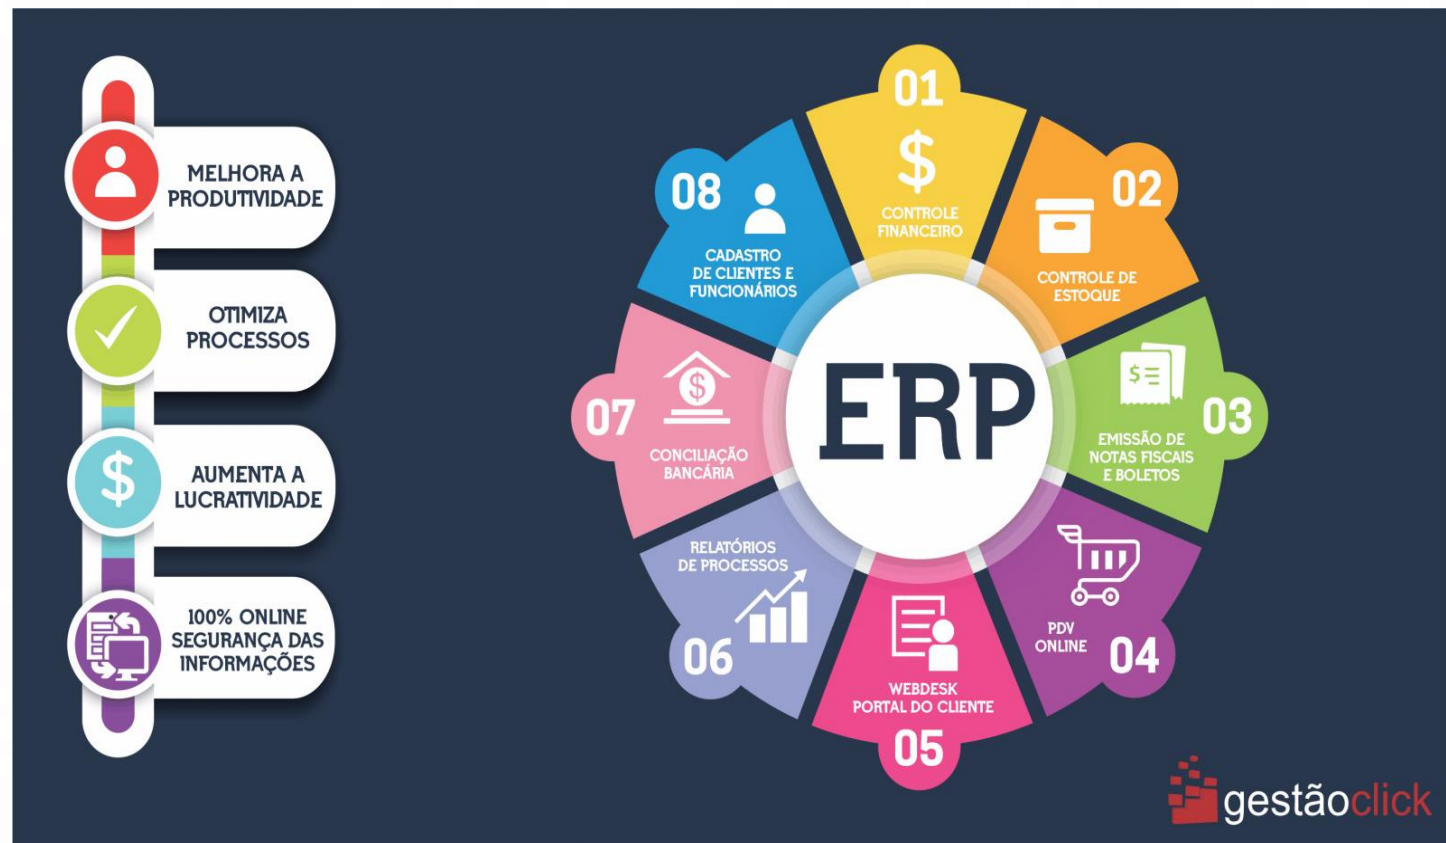 MELHORA A
PRODUTIVIDADE
OTIMIZA
PROCESSOS
AUMENTA A
LUCRATIVIDADE
100% ONLINE
SEGURANÇA DAS
INFORMAÇÕES
ERP
01
$
CONTROLE
FINANCEIRO
02
CONTROLE DE
ESTOQUE
03
EMISSÃO DE
NOTAS FISCAIS
E BOLETOS
04
PDV
ONLINE
05
WEBDESK
PORTAL DO CLIENTE
06
RELATÓRIOS
DE PROCESSOS
07
CONCILIAÇÃO
BANCÁRIA
08
CADASTRO
DE CLIENTES E
FUNCIONÁRIOS
gestãoclick